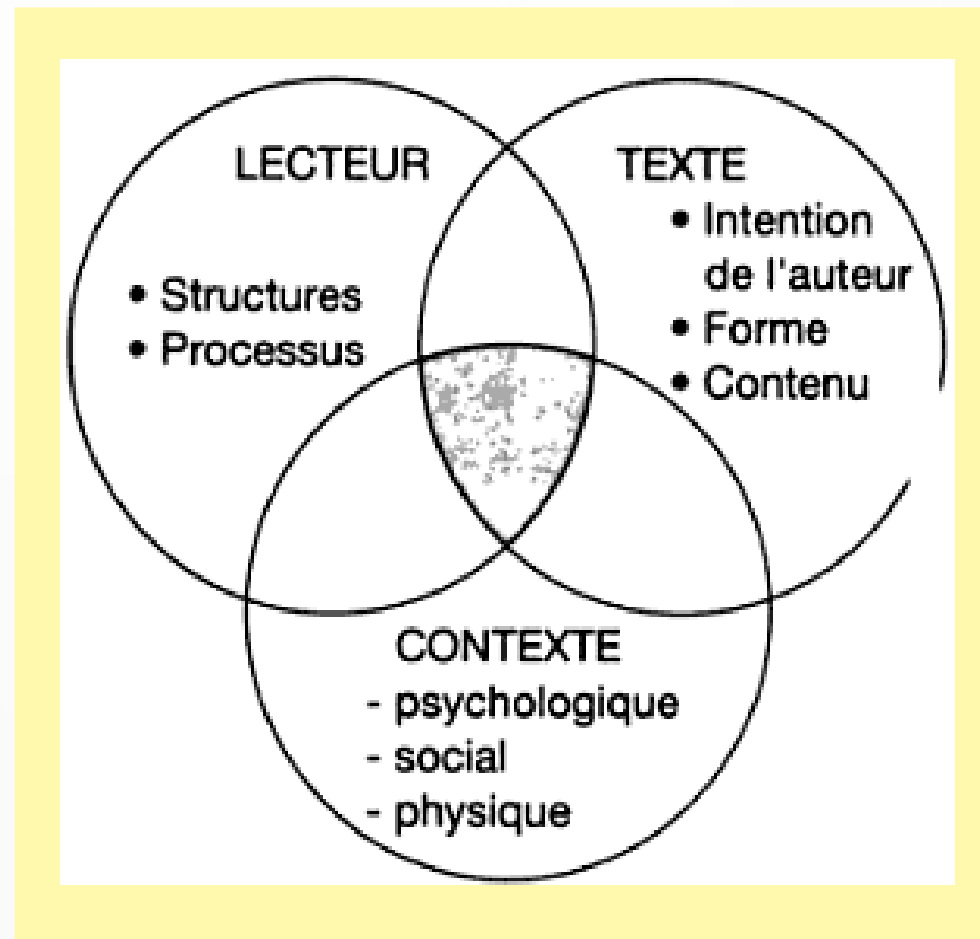 LECTEUR
• Structures
• Processus
TEXTE
• Intention
de l'auteur
• Forme
• Contenu
CONTEXTE
- psychologique
- social
- physique